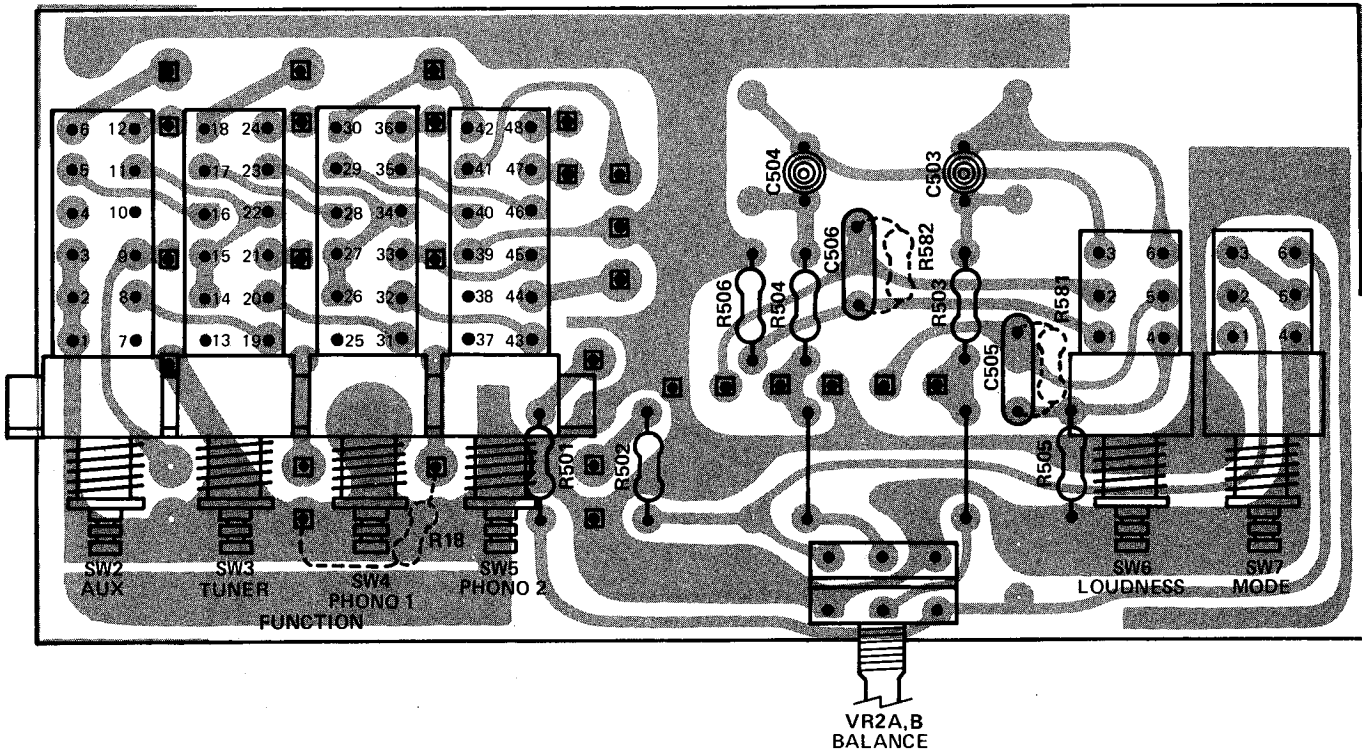 6 12 18 24 30 36 42 48
5 11 17 23 29 35 41 47
4 10 16 22 28 34 40 46
3 9 15 21 27 33 39 45
2 8 14 20 26 32 38 44
1 7 13 19 25 31 37 43
C504
C503
C506
R582
R506
R504
R503
R581
C505
3 6
2 5
1 4
3 6
2 5
1 4
R501
R502
R505
R18
SW2
AUX
SW3
TUNER
SW4
PHONO 1
SW5
PHONO 2
FUNCTION
SW6
LOUDNESS
SW7
MODE
VR2A,B
BALANCE